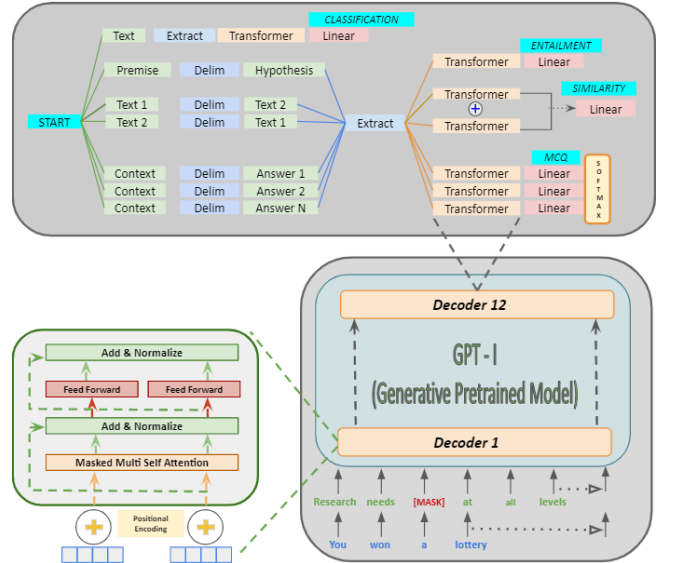 CLASSIFICATION
Text Extract Transformer Linear
ENTAILMENT
Transformer Linear
Premise Delim Hypothesis
SIMILARITY
Text 1 Delim Text 2
Transformer
Linear
START
Text 2 Delim Text 1
Extract
Transformer
MCQ
Context Delim Answer 1
Transformer Linear
Context Delim Answer 2
Transformer Linear
Context Delim Answer N
Transformer Linear
SOFTMAX
Decoder 12
GPT - I
(Generative Pretrained Model)
Decoder 1
Research needs [MASK] at all levels
You won a lottery
Add & Normalize
Feed Forward Feed Forward
Add & Normalize
Masked Multi Self Attention
Positional
Encoding